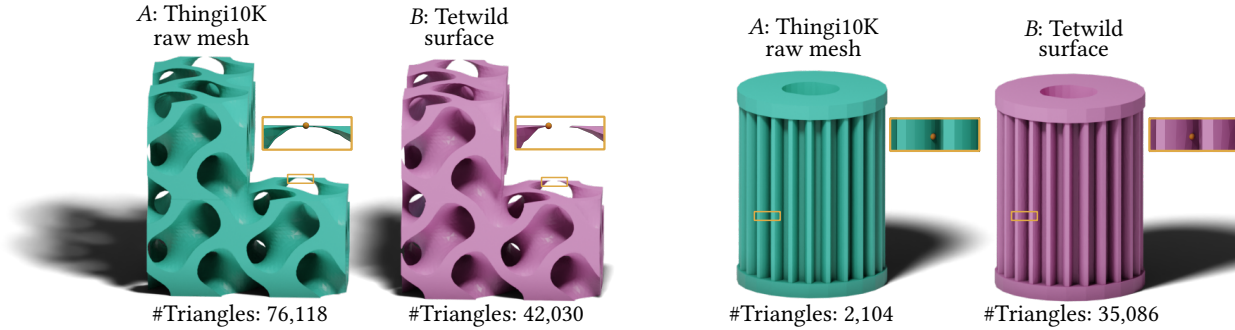 A: Thingi10K
raw mesh
B: Tetwild
surface
#Triangles: 76,118
#Triangles: 42,030
A: Thingi10K
raw mesh
B: Tetwild
surface
#Triangles: 2,104
#Triangles: 35,086